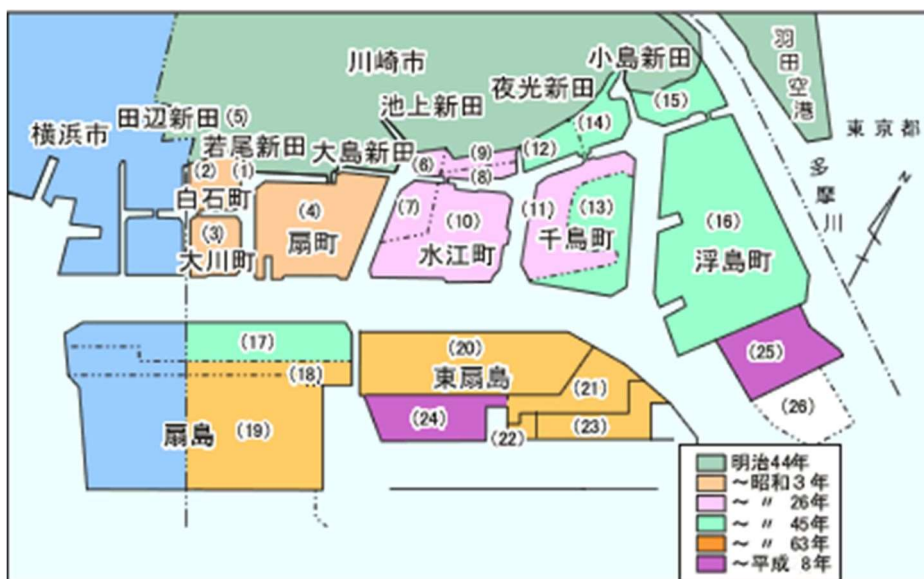 川崎市
小島新田
羽田空港
夜光新田
池上新田
(15)
東京都
横浜市
田辺新田 (5)
(14)
若尾新田
大島新田
(12)
(9)
(6)
(8)
多摩川
N
(2)
(1)
白石町
(4)
(7)
(10)
(11)
(13)
(16)
(3)
大川町
扇町
水江町
千鳥町
浮島町
(17)
(20)
(25)
(18)
東扇島
(21)
(26)
扇島 (19)
(24)
(22)
(23)
明治44年
~昭和3年
~ 〃 26年
~ 〃 45年
~ 〃 63年
~平成 8年